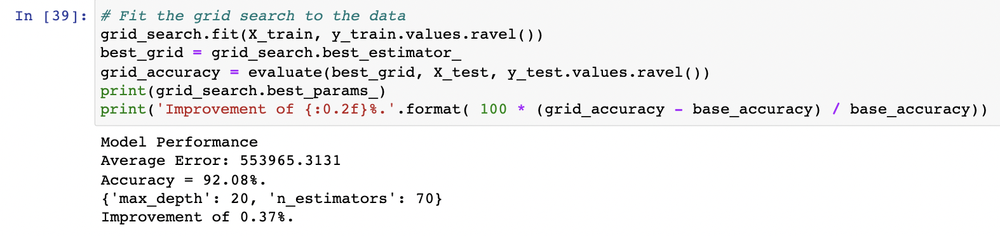 In [39]: # Fit the grid search to the data
grid_search.fit(X_train, y_train.values.ravel())
best_grid = grid_search.best_estimator_
grid_accuracy = evaluate(best_grid, X_test, y_test.values.ravel())
print(grid_search.best_params_)
print('Improvement of {:0.2f}%.'.format( 100 * (grid_accuracy - base_accuracy) / base_accuracy))
Model Performance
Average Error: 553965.3131
Accuracy = 92.08%.
{'max_depth': 20, 'n_estimators': 70}
Improvement of 0.37%.